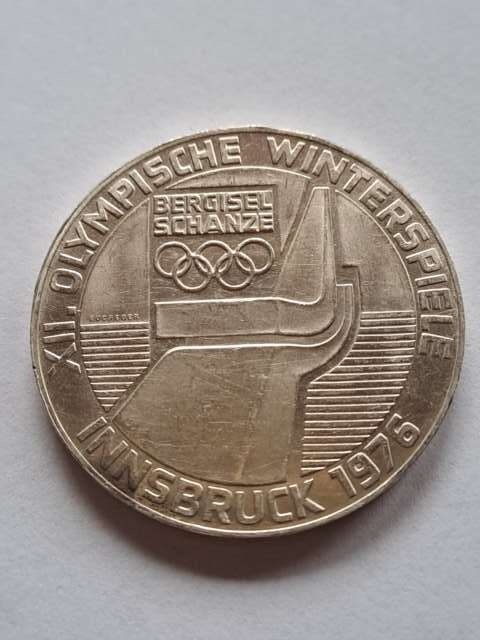 XII. OLYMPISCHE WINTERSPIELE
BERGISEL
SCHANZE
INNSBRUCK 1976